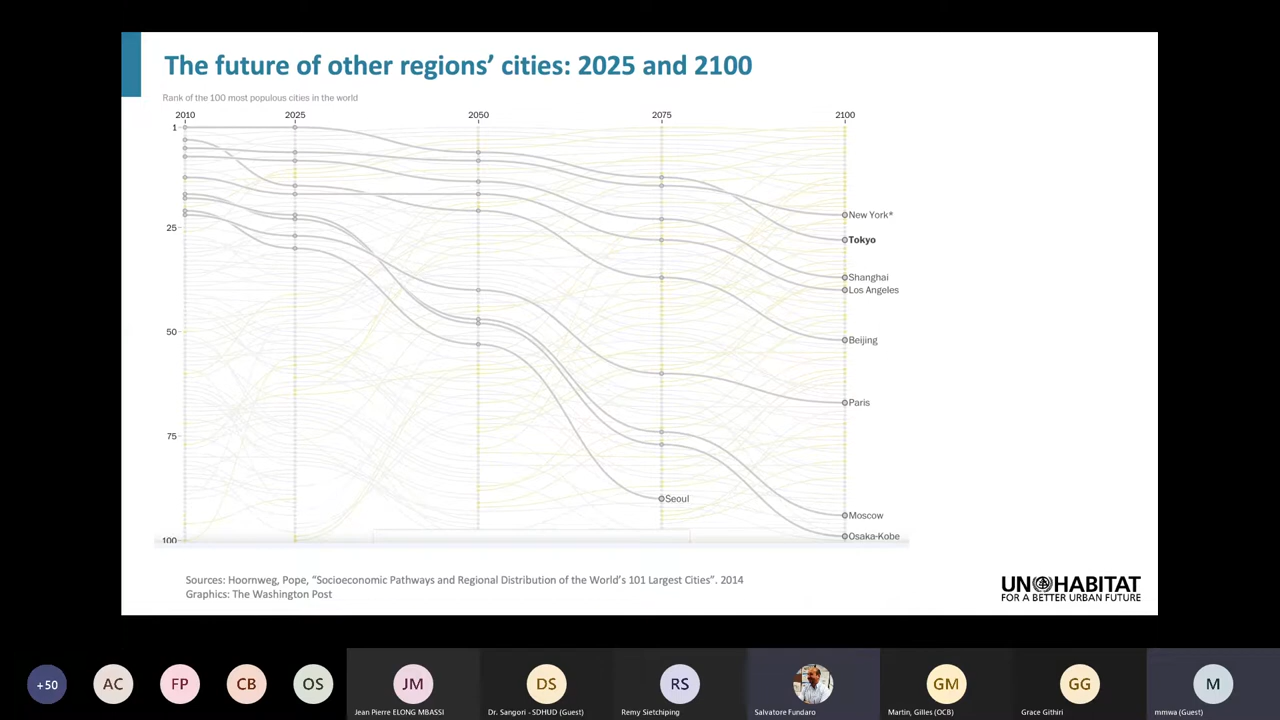 The future of other regions' cities: 2025 and 2100
Rank of the 100 most populous cities in the world
2010 2025 2050 2075 2100
1
New York*
25
Tokyo
Shanghai
Los Angeles
50
Beijing
Paris
75
Seoul
Moscow
100
Osaka-Kobe
Sources: Hoornweg, Pope, “Socioeconomic Pathways and Regional Distribution of the World's 101 Largest Cities”. 2014
Graphics: The Washington Post
UN HABITAT
FOR A BETTER URBAN FUTURE
+50 AC FP CB OS JM DS RS GM GG M
Jean Pierre ELONG MBASSI Dr. Sangori - SDHUD (Guest) Remy Sietchiping Salvatore Fundaro Martin, Gilles (OCB) Grace Githiri mmwa (Guest)